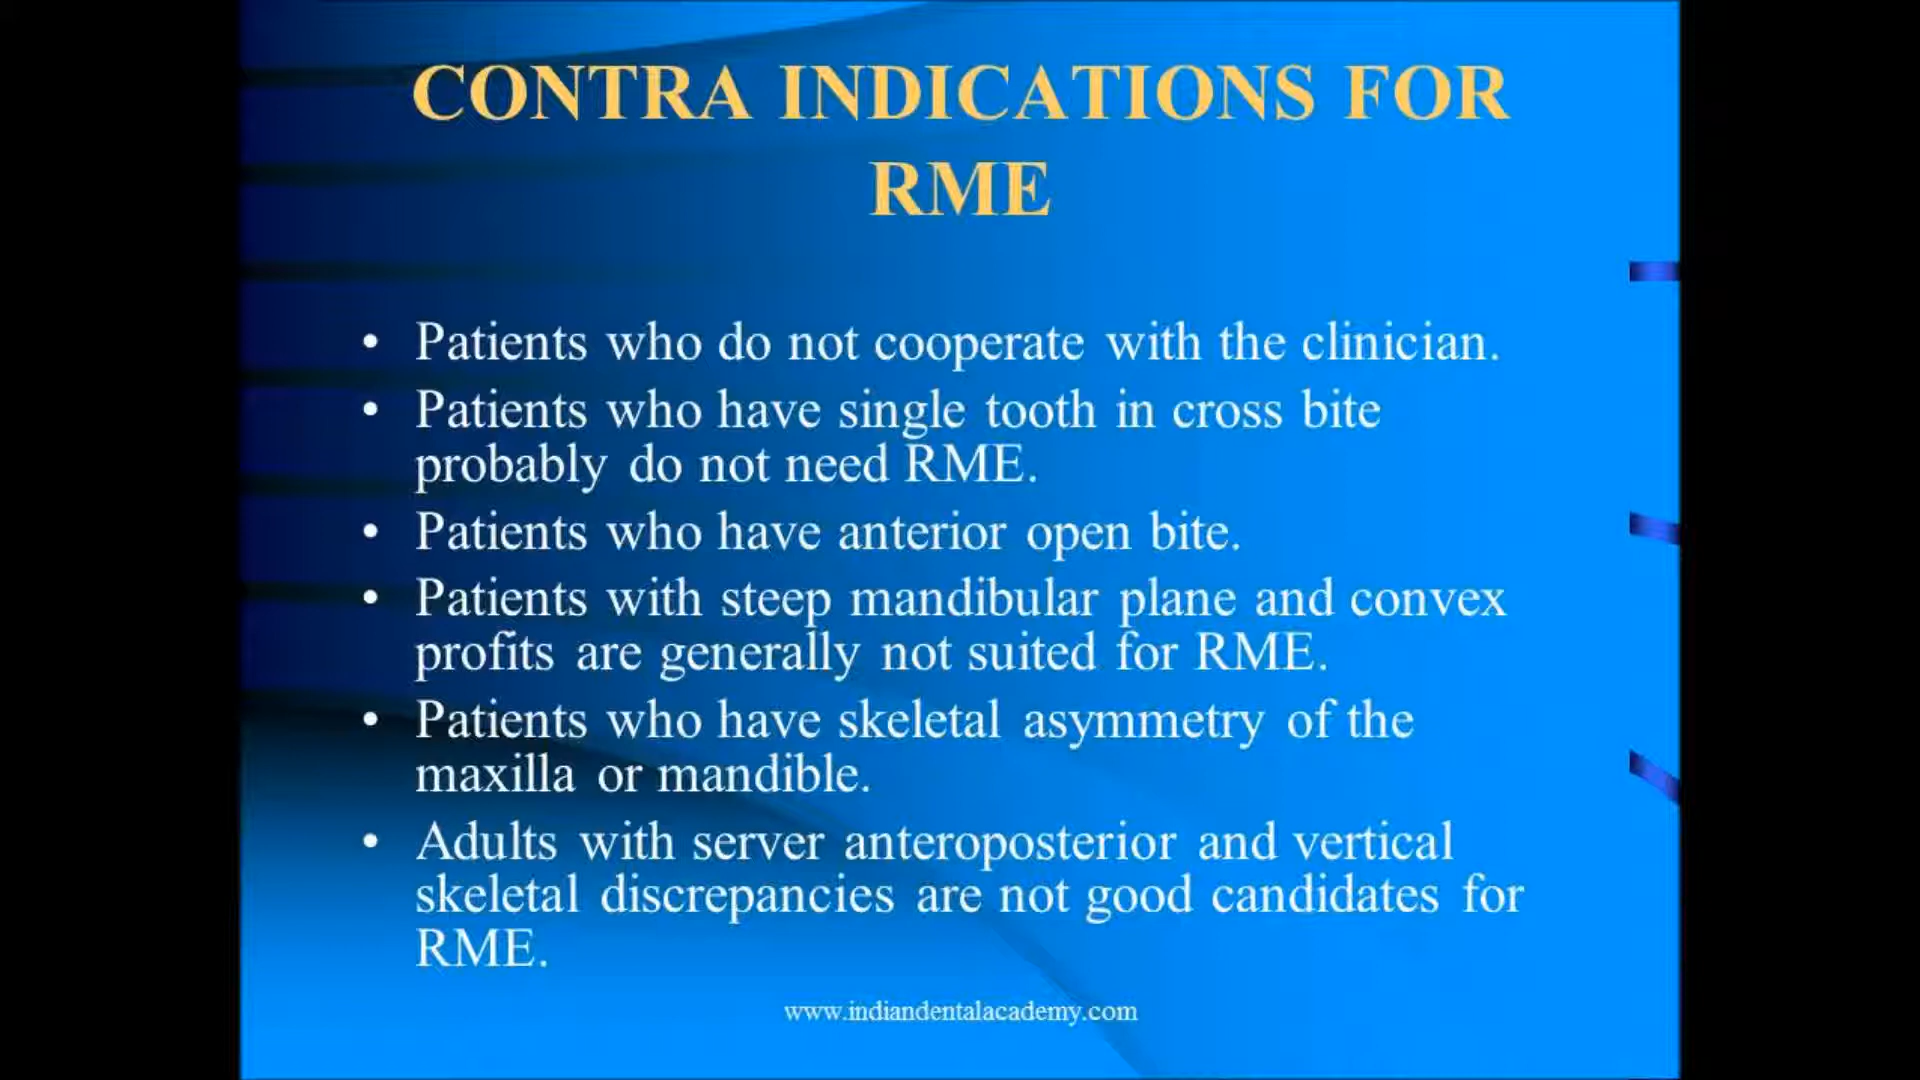 CONTRA INDICATIONS FOR
RME
• Patients who do not cooperate with the clinician.
• Patients who have single tooth in cross bite
probably do not need RME.
• Patients who have anterior open bite.
• Patients with steep mandibular plane and convex
profits are generally not suited for RME.
• Patients who have skeletal asymmetry of the
maxilla or mandible.
• Adults with server anteroposterior and vertical
skeletal discrepancies are not good candidates for
RME.
www.indiandentalacademy.com